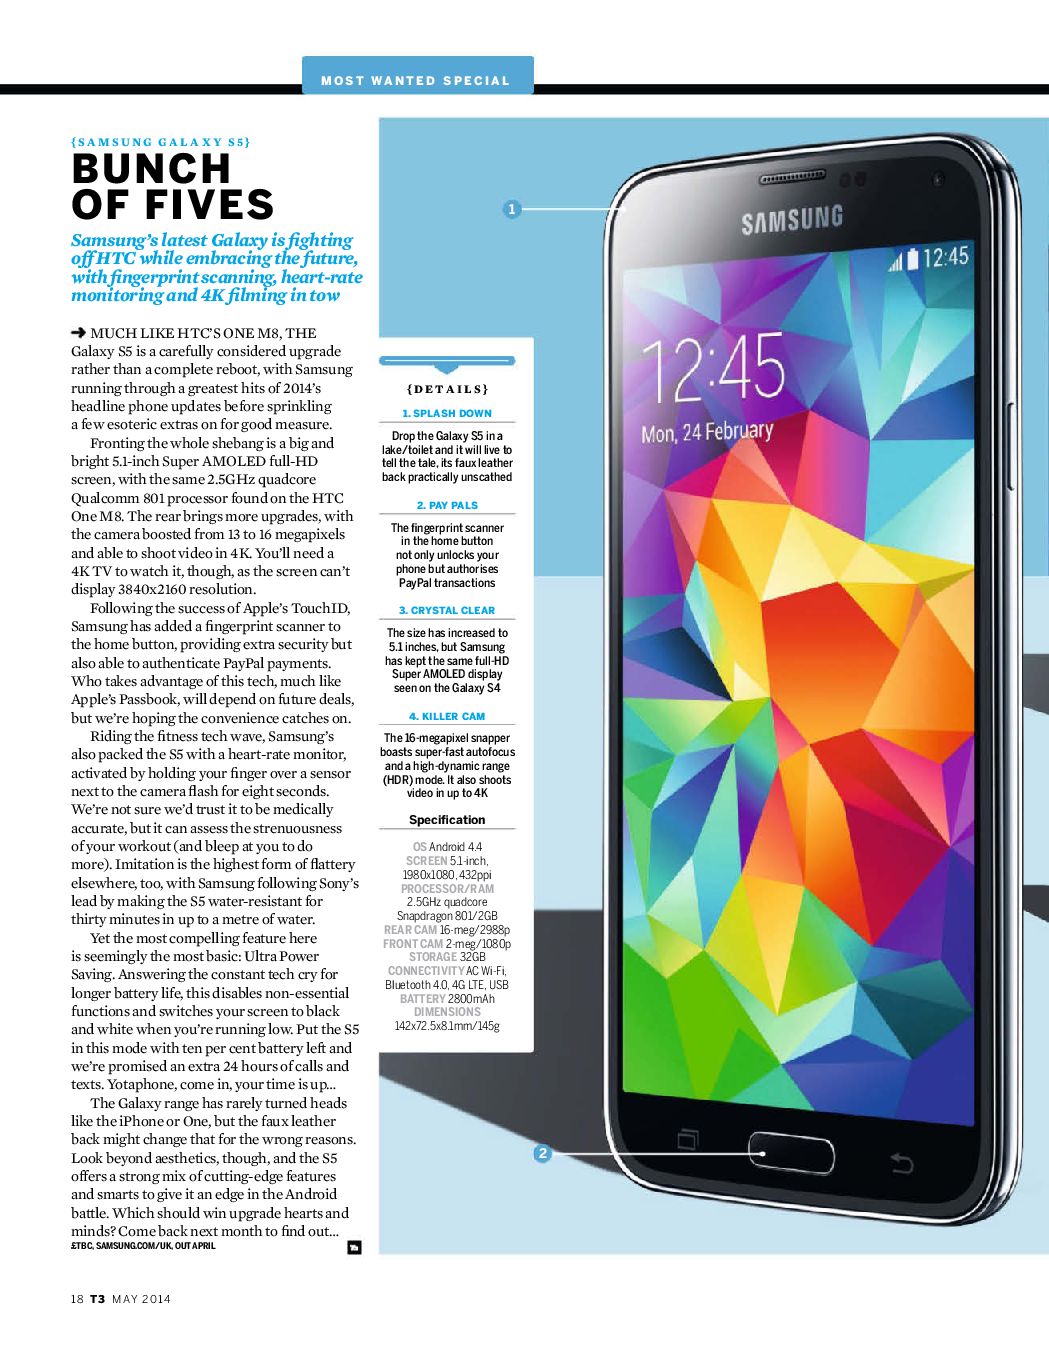 MOST WANTED SPECIAL
{SAMSUNG GALAXY S5}
BUNCH
OF FIVES
Samsung's latest Galaxy is fighting
off HTC while embracing the future,
with fingerprint scanning, heart-rate
monitoring and 4K filming in tow
➔ MUCH LIKE HTC'S ONE M8, THE
Galaxy S5 is a carefully considered upgrade
rather than a complete reboot, with Samsung
running through a greatest hits of 2014's
headline phone updates before sprinkling
a few esoteric extras on for good measure.
Fronting the whole shebang is a big and
bright 5.1-inch Super AMOLED full-HD
screen, with the same 2.5GHz quadcore
Qualcomm 801 processor found on the HTC
One M8. The rear brings more upgrades, with
the camera boosted from 13 to 16 megapixels
and able to shoot video in 4K. You'll need a
4K TV to watch it, though, as the screen can't
display 3840x2160 resolution.
Following the success of Apple's TouchID,
Samsung has added a fingerprint scanner to
the home button, providing extra security but
also able to authenticate PayPal payments.
Who takes advantage of this tech, much like
Apple's Passbook, will depend on future deals,
but we're hoping the convenience catches on.
Riding the fitness tech wave, Samsung's
also packed the S5 with a heart-rate monitor,
activated by holding your finger over a sensor
next to the camera flash for eight seconds.
We're not sure we'd trust it to be medically
accurate, but it can assess the strenuousness
of your workout (and bleep at you to do
more). Imitation is the highest form of flattery
elsewhere, too, with Samsung following Sony's
lead by making the S5 water-resistant for
thirty minutes in up to a metre of water.
Yet the most compelling feature here
is seemingly the most basic: Ultra Power
Saving. Answering the constant tech cry for
longer battery life, this disables non-essential
functions and switches your screen to black
and white when you're running low. Put the S5
in this mode with ten per cent battery left and
we're promised an extra 24 hours of calls and
texts. Yotaphone, come in, your time is up...
The Galaxy range has rarely turned heads
like the iPhone or One, but the faux leather
back might change that for the wrong reasons.
Look beyond aesthetics, though, and the S5
offers a strong mix of cutting-edge features
and smarts to give it an edge in the Android
battle. Which should win upgrade hearts and
minds? Come back next month to find out...
£TBC, SAMSUNG.COM/UK, OUT APRIL
T3
{DETAILS}
1. SPLASH DOWN
Drop the Galaxy S5 in a
lake/toilet and it will live to
tell the tale, its faux leather
back practically unscathed
2. PAY PALS
The fingerprint scanner
in the home button
not only unlocks your
phone but authorises
PayPal transactions
3. CRYSTAL CLEAR
The size has increased to
5.1 inches, but Samsung
has kept the same full-HD
Super AMOLED display
seen on the Galaxy S4
4. KILLER CAM
The 16-megapixel snapper
boasts super-fast autofocus
and a high-dynamic range
(HDR) mode. It also shoots
video in up to 4K
Specification
OS Android 4.4
SCREEN 5.1-inch,
1980x1080, 432ppi
PROCESSOR/RAM
2.5GHz quadcore
Snapdragon 801/2GB
REAR CAM 16-meg/2988p
FRONT CAM 2-meg/1080p
STORAGE 32GB
CONNECTIVITY AC Wi-Fi,
Bluetooth 4.0, 4G LTE, USB
BATTERY 2800mAh
DIMENSIONS
142x72.5x8.1mm/145g
1
SAMSUNG
12:45
12:45
Mon, 24 February
2
18 T3 MAY 2014